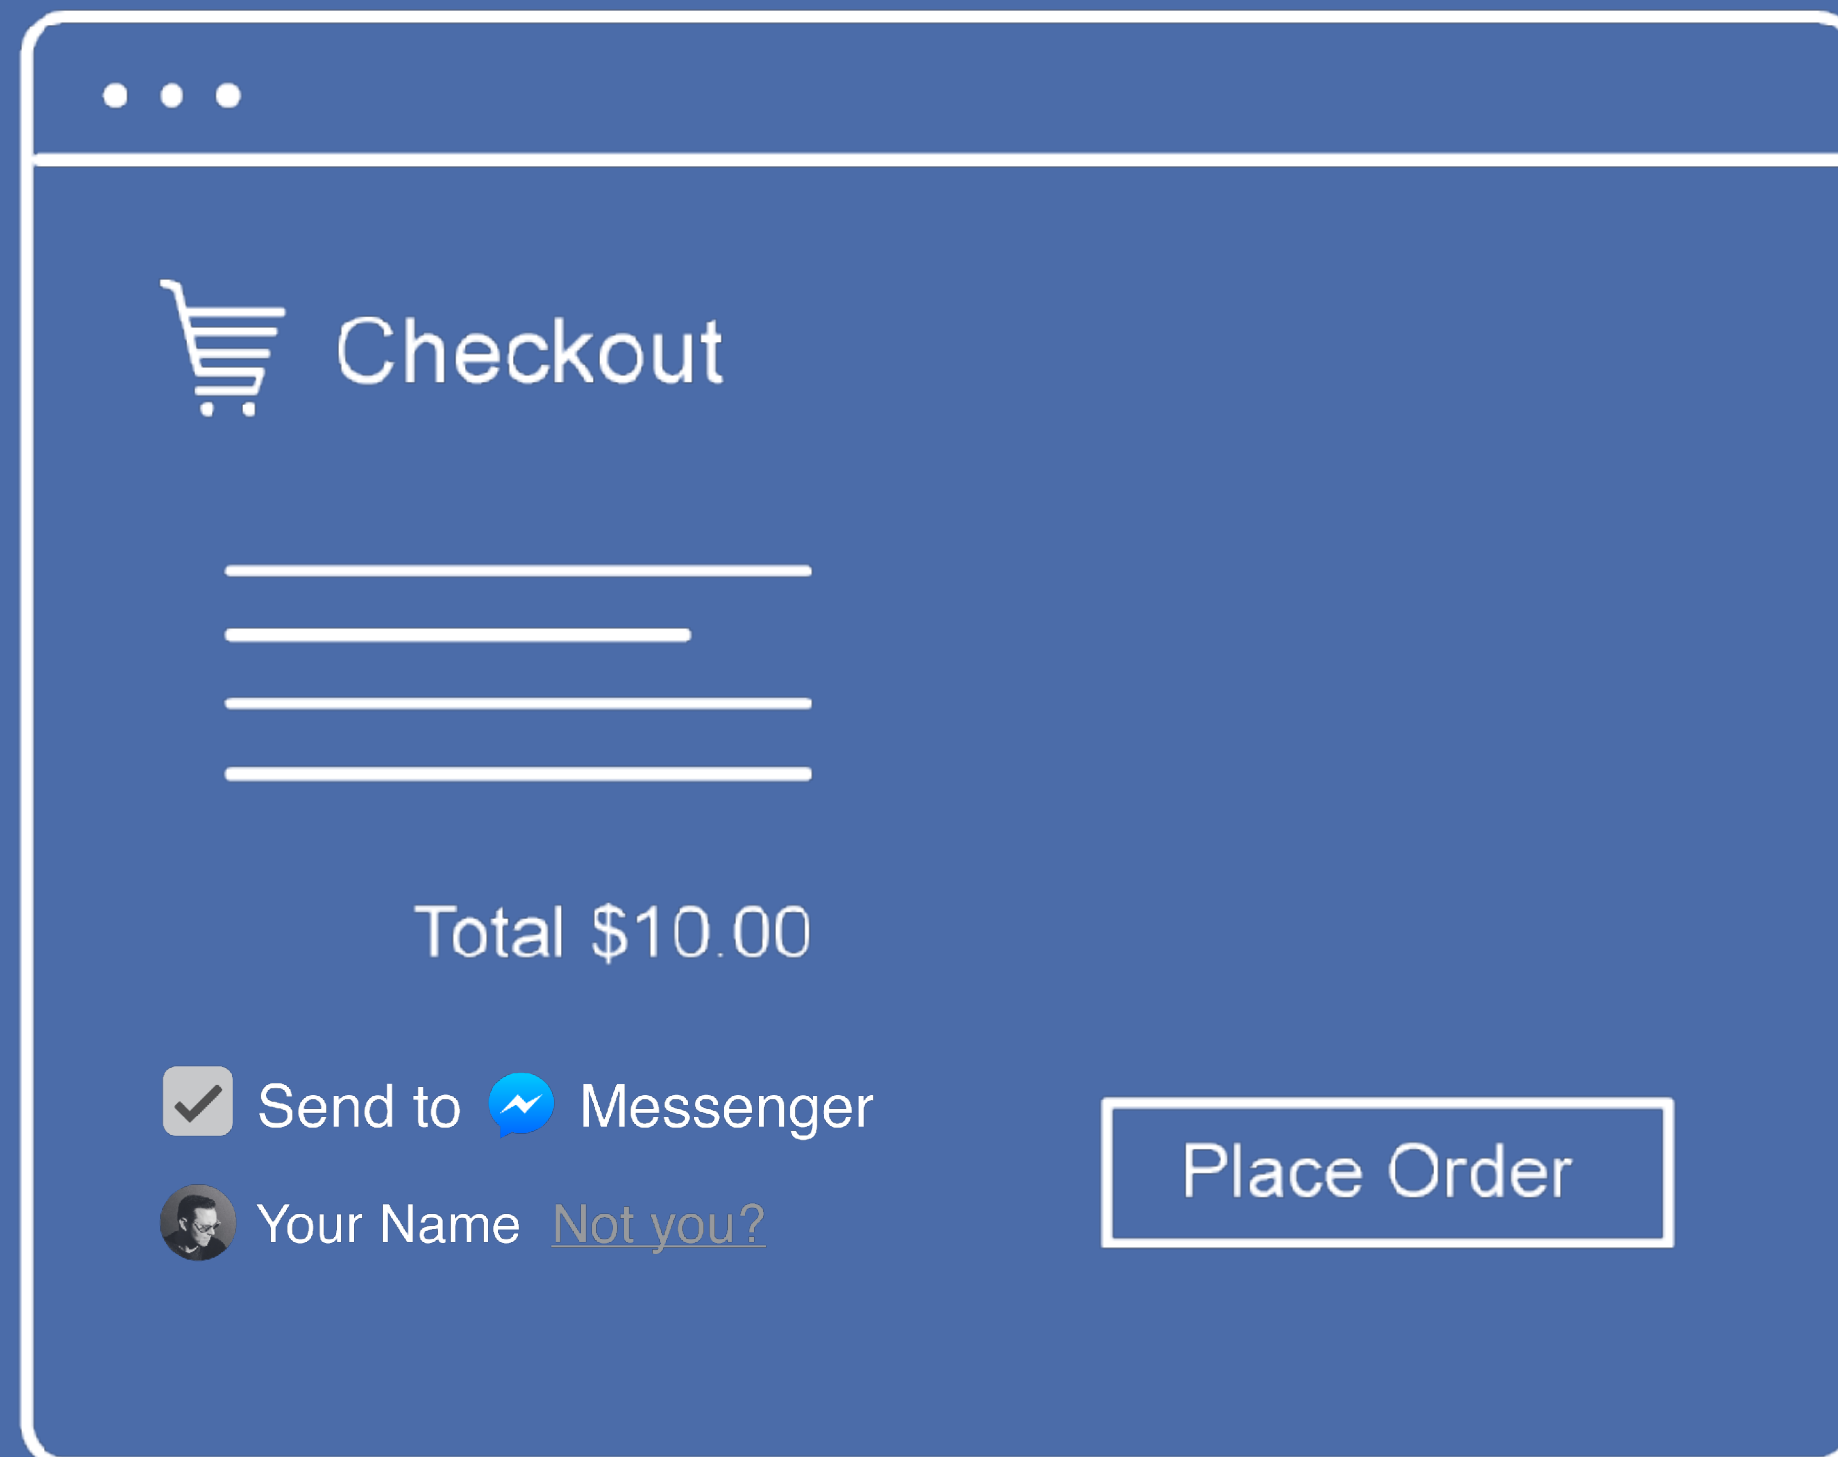 Checkout
Total $10.00
Send to Messenger
Your Name Not you?
Place Order